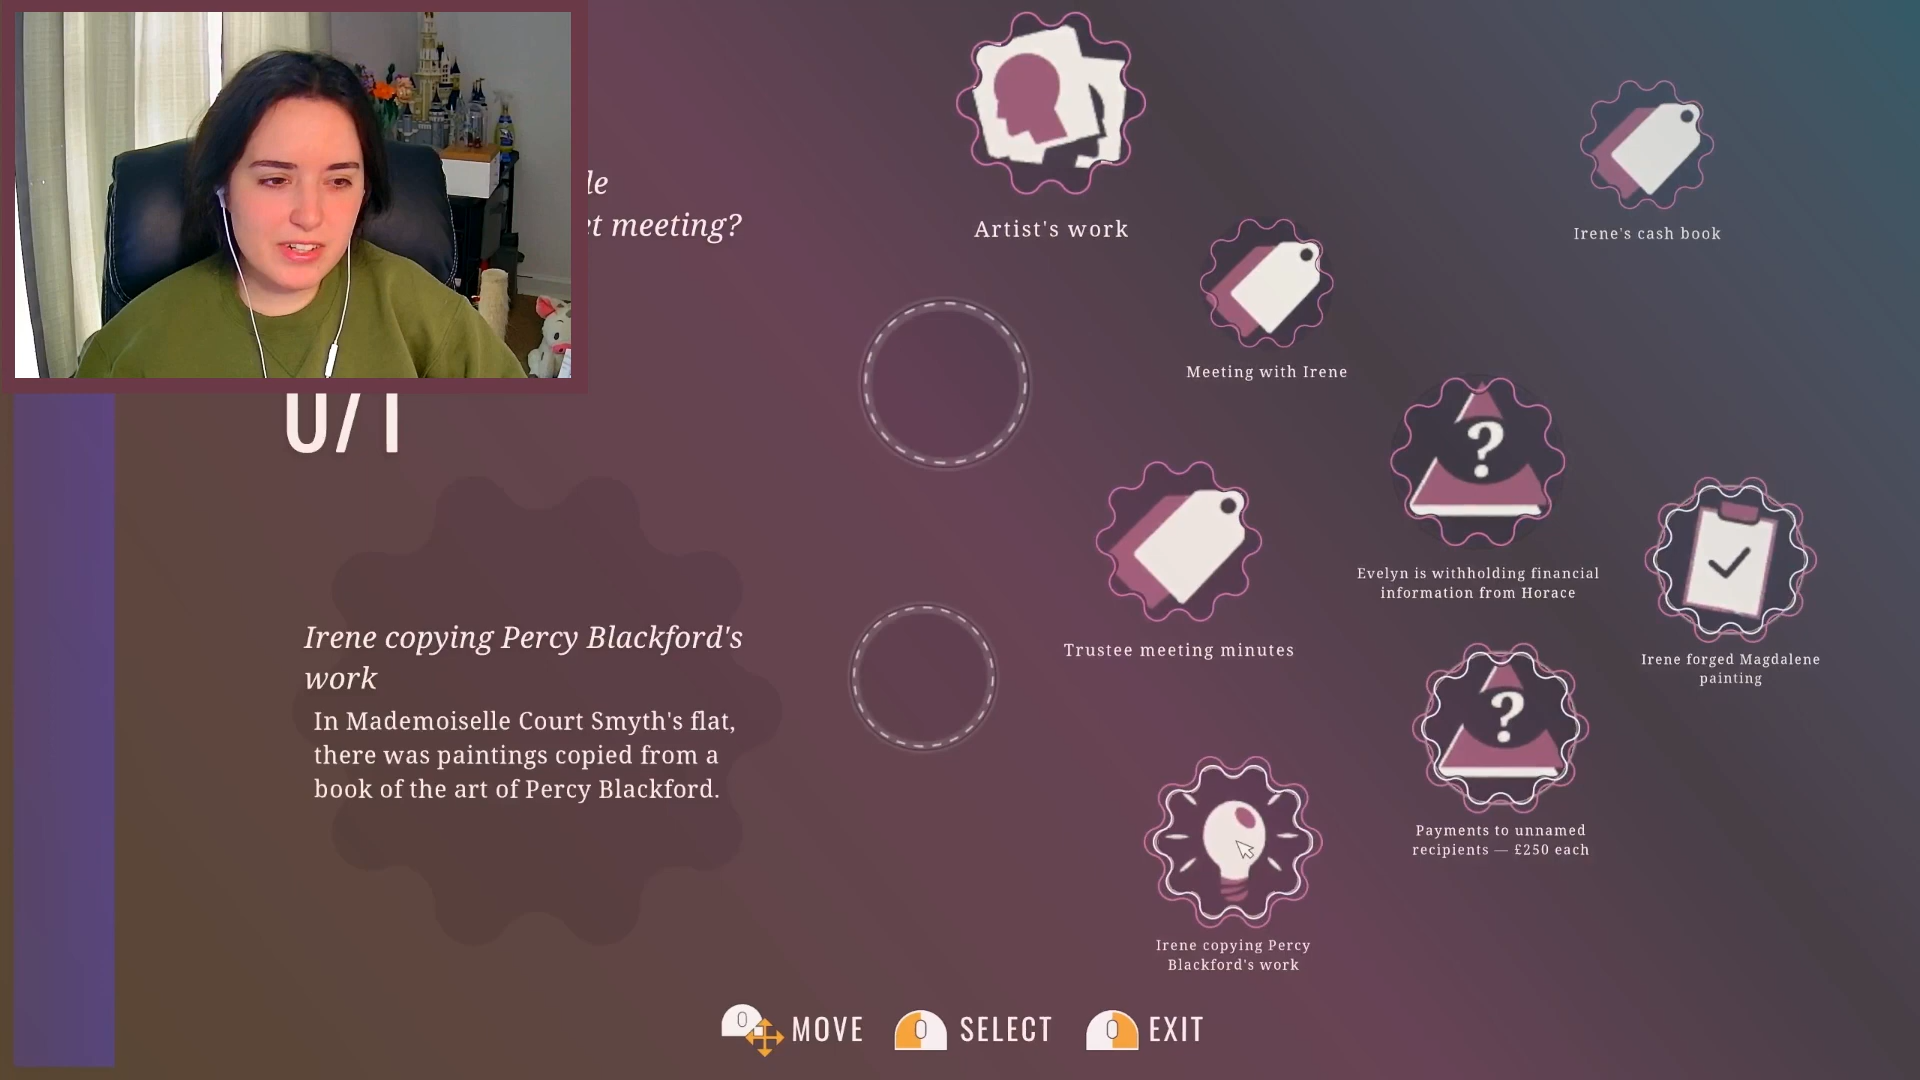 le
et meeting?
0/1
Irene copying Percy Blackford's
work
In Mademoiselle Court Smyth's flat,
there was paintings copied from a
book of the art of Percy Blackford.
Artist's work
Irene's cash book
Meeting with Irene
Evelyn is withholding financial
information from Horace
Trustee meeting minutes
Irene forged Magdalene
painting
Payments to unnamed
recipients — £250 each
Irene copying Percy
Blackford's work
MOVE SELECT EXIT